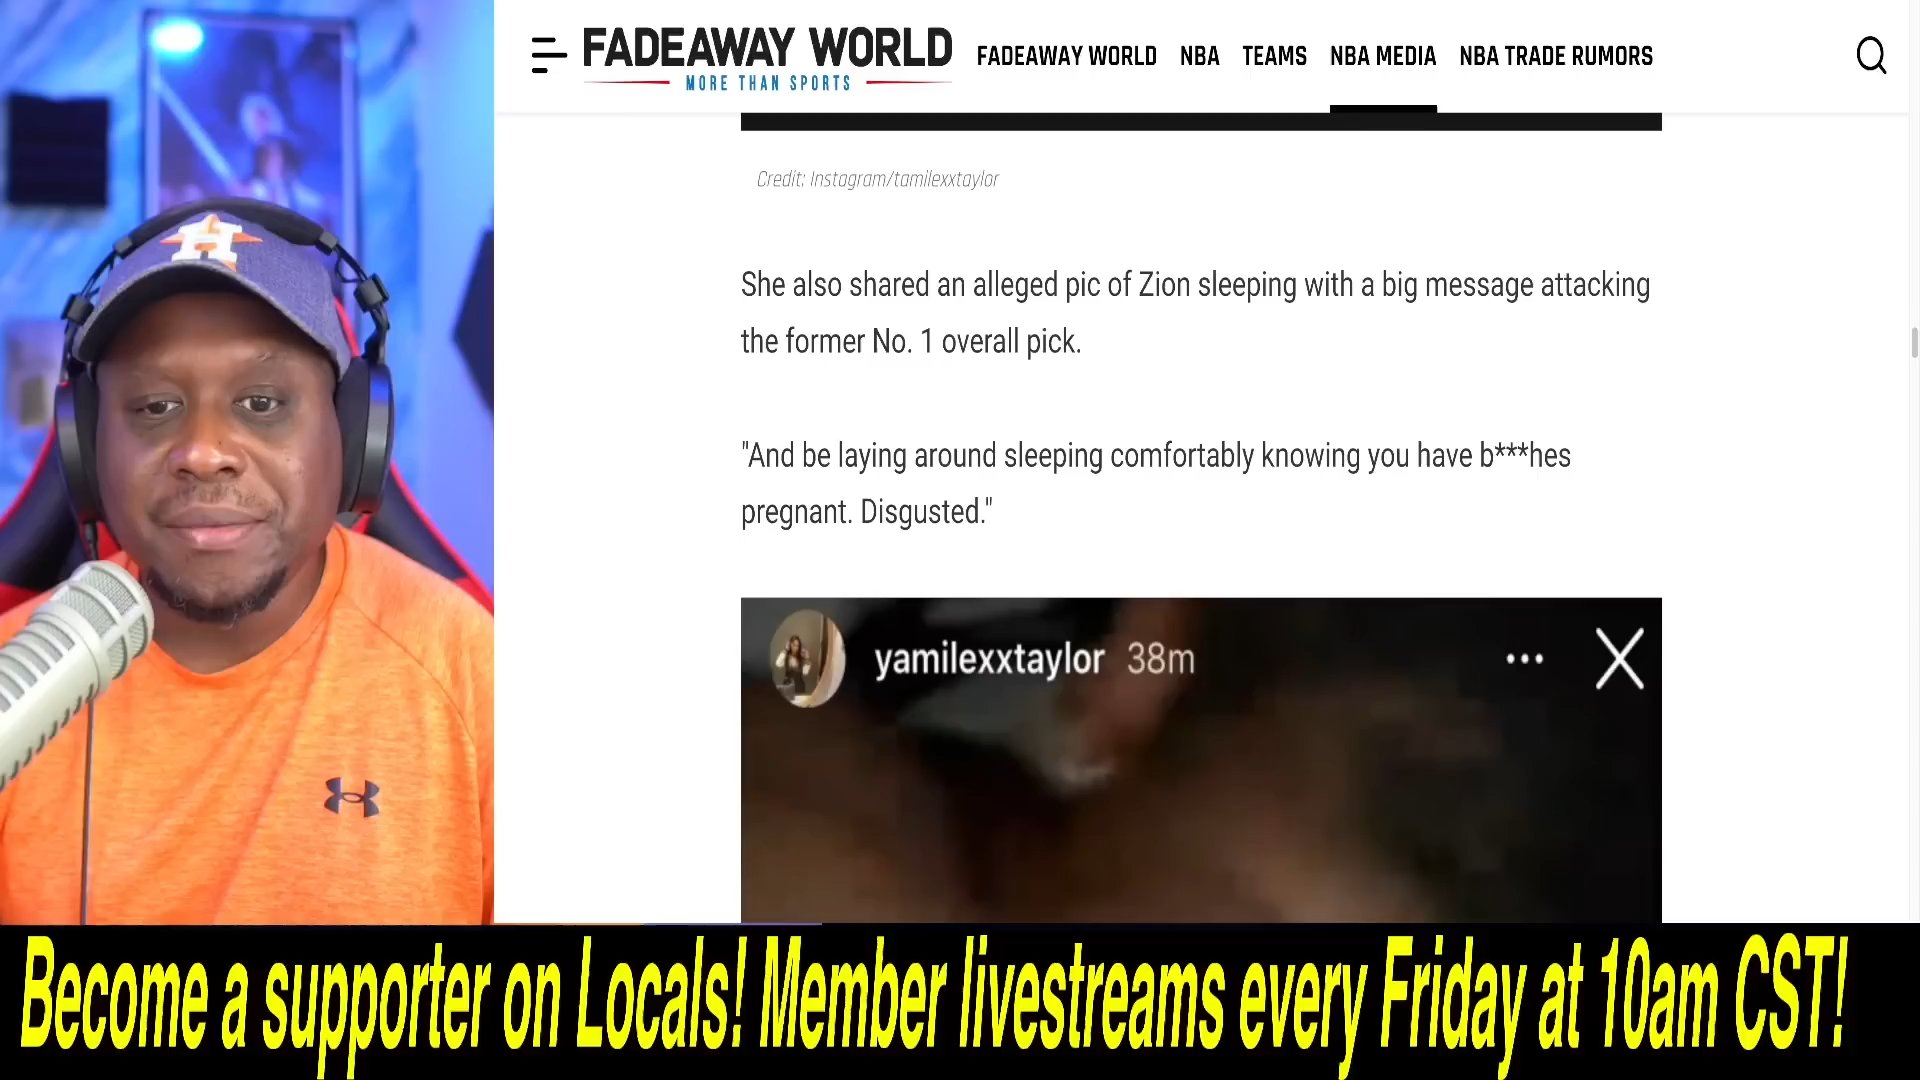 FADEAWAY WORLD
MORE THAN SPORTS
FADEAWAY WORLD NBA TEAMS NBA MEDIA NBA TRADE RUMORS
Credit: Instagram/tamilexxtaylor
She also shared an alleged pic of Zion sleeping with a big message attacking
the former No. 1 overall pick.
"And be laying around sleeping comfortably knowing you have b***hes
pregnant. Disgusted."
yamilexxtaylor 38m
H
Become a supporter on Locals! Member livestreams every Friday at 10am CST!